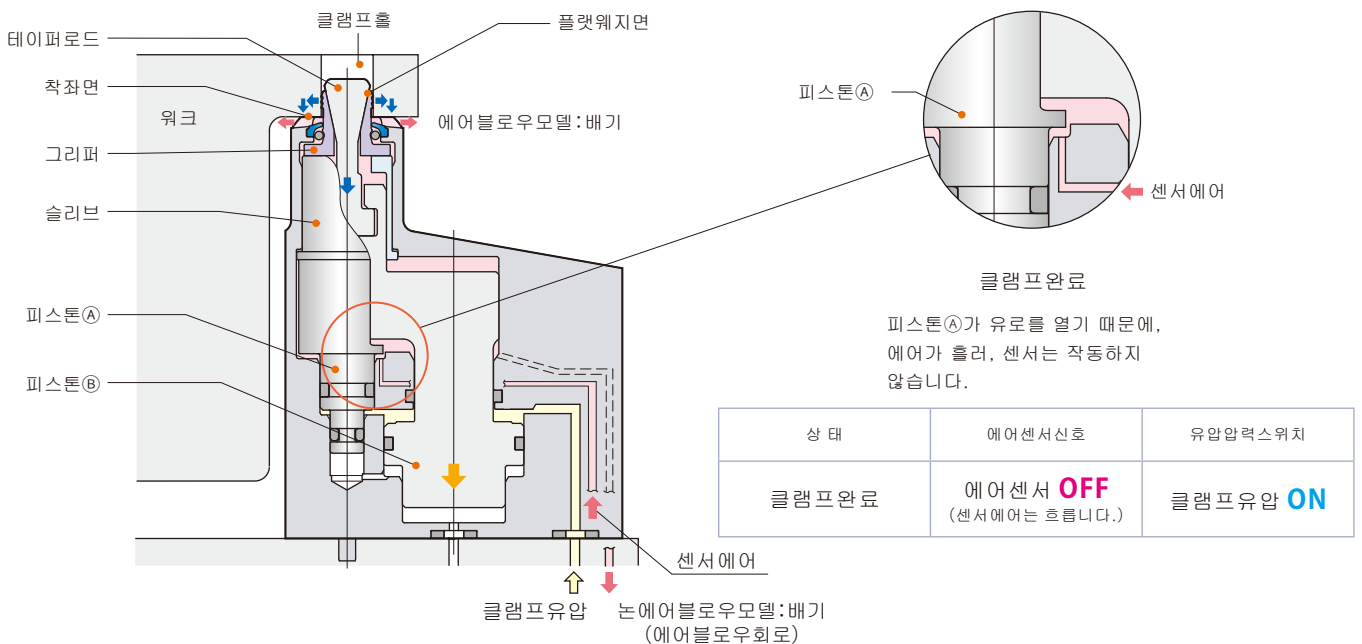 클램프홀
플랫웨지면
테이퍼로드
착좌면
워크
에어블로우모델:배기
그리퍼
슬리브
피스톤Ⓐ
피스톤Ⓑ
피스톤Ⓐ
센서에어
클램프완료
피스톤Ⓐ가 유로를 열기 때문에,
에어가 흘러, 센서는 작동하지
않습니다.
상 태 에어센서신호 유압압력스위치
클램프완료 에어센서 OFF 클램프유압 ON
(센서에어는 흐릅니다.)
센서에어
클램프유압 논에어블로우모델:배기
(에어블로우회로)